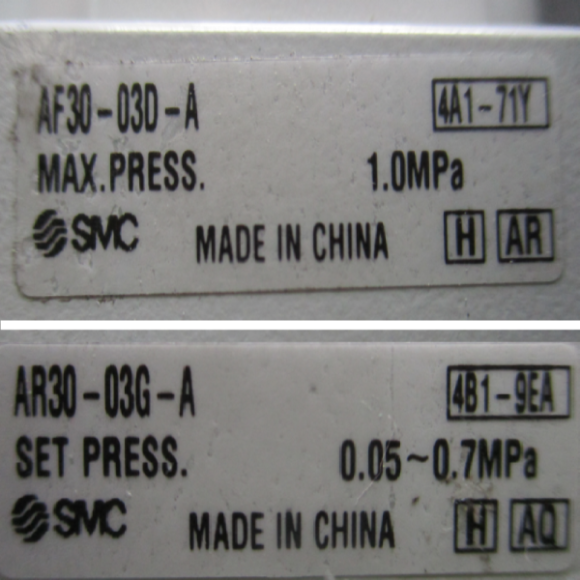 AF30-03D-A 4A1~71Y
MAX.PRESS. 1.0MPa
SMC MADE IN CHINA H AR
AR30-03G-A 4B1-9EA
SET PRESS. 0.05~0.7MPa
SMC MADE IN CHINA H AQ